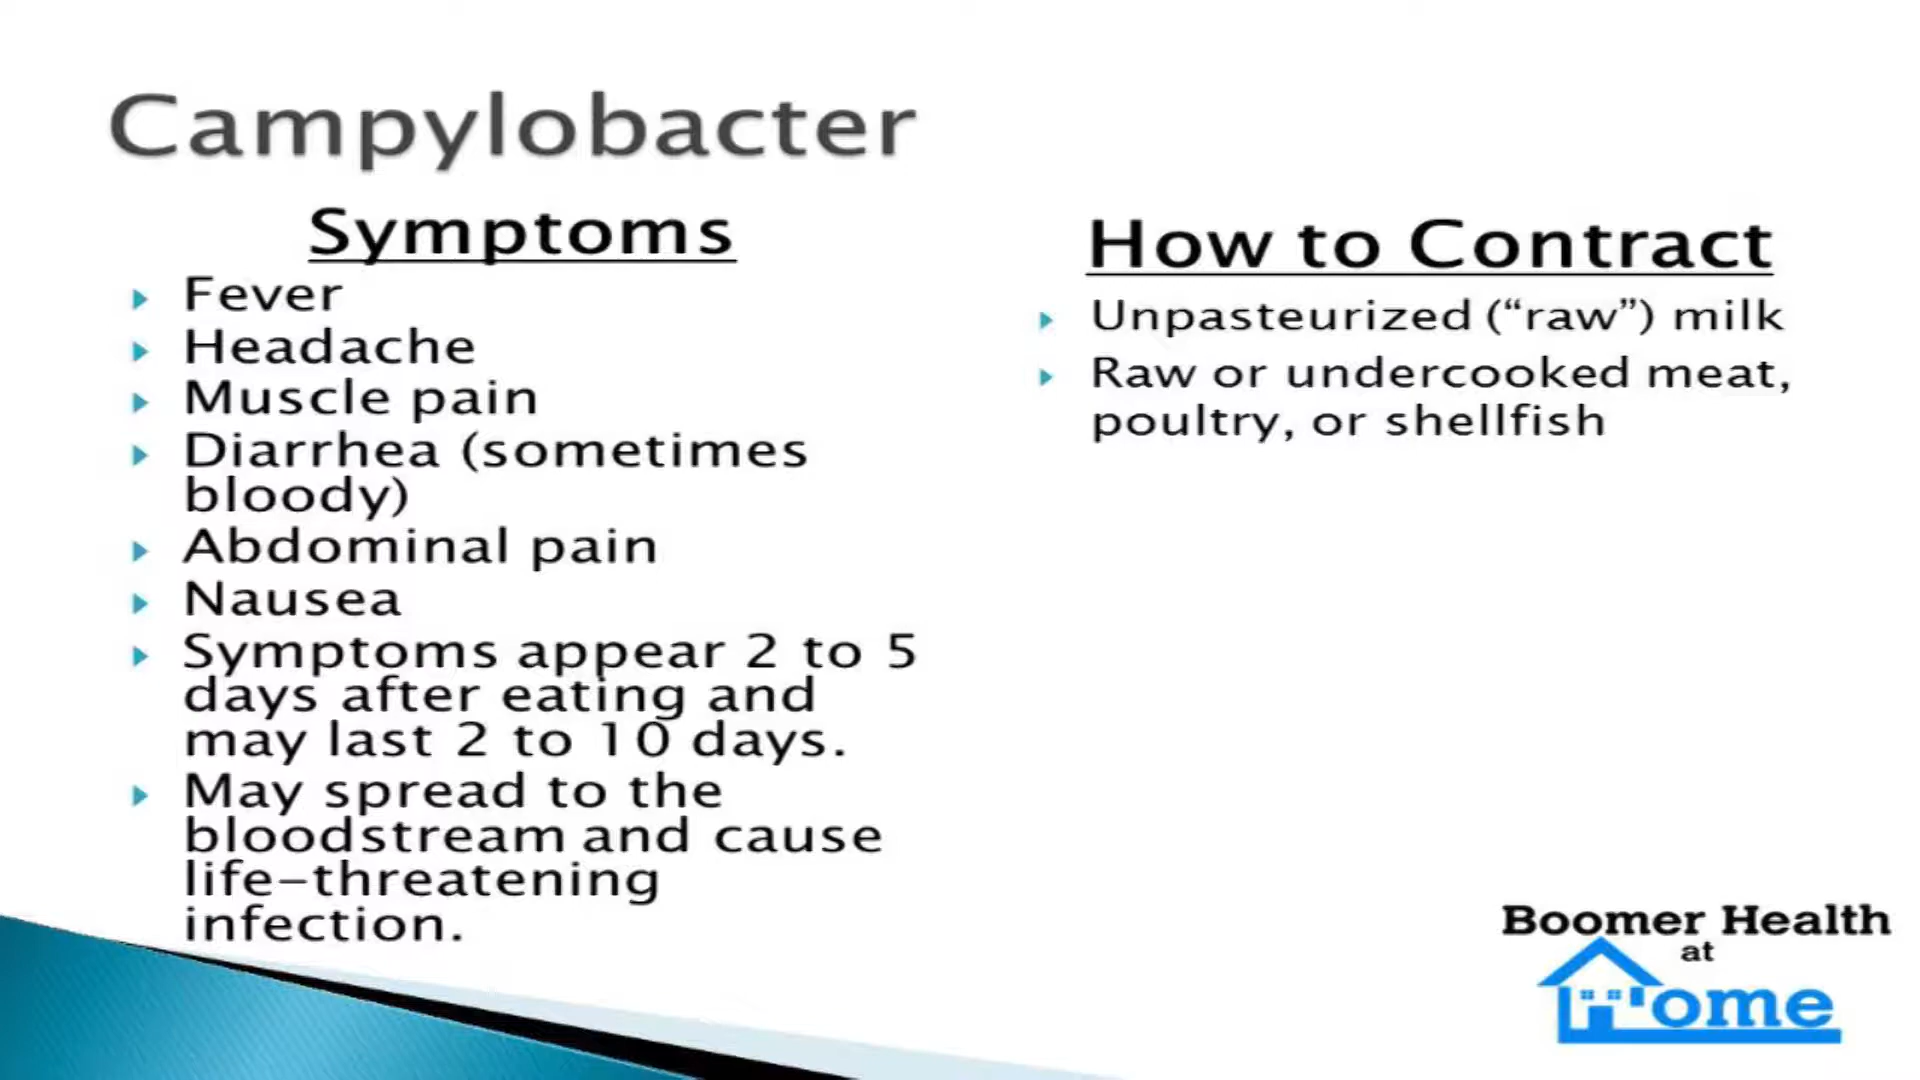 Campylobacter
Symptoms
Fever
Headache
Muscle pain
Diarrhea (sometimes
bloody)
Abdominal pain
Nausea
Symptoms appear 2 to 5
days after eating and
may last 2 to 10 days.
May spread to the
bloodstream and cause
life-threatening
infection.
How to Contract
Unpasteurized (“raw”) milk
Raw or undercooked meat,
poultry, or shellfish
Boomer Health
at
Home